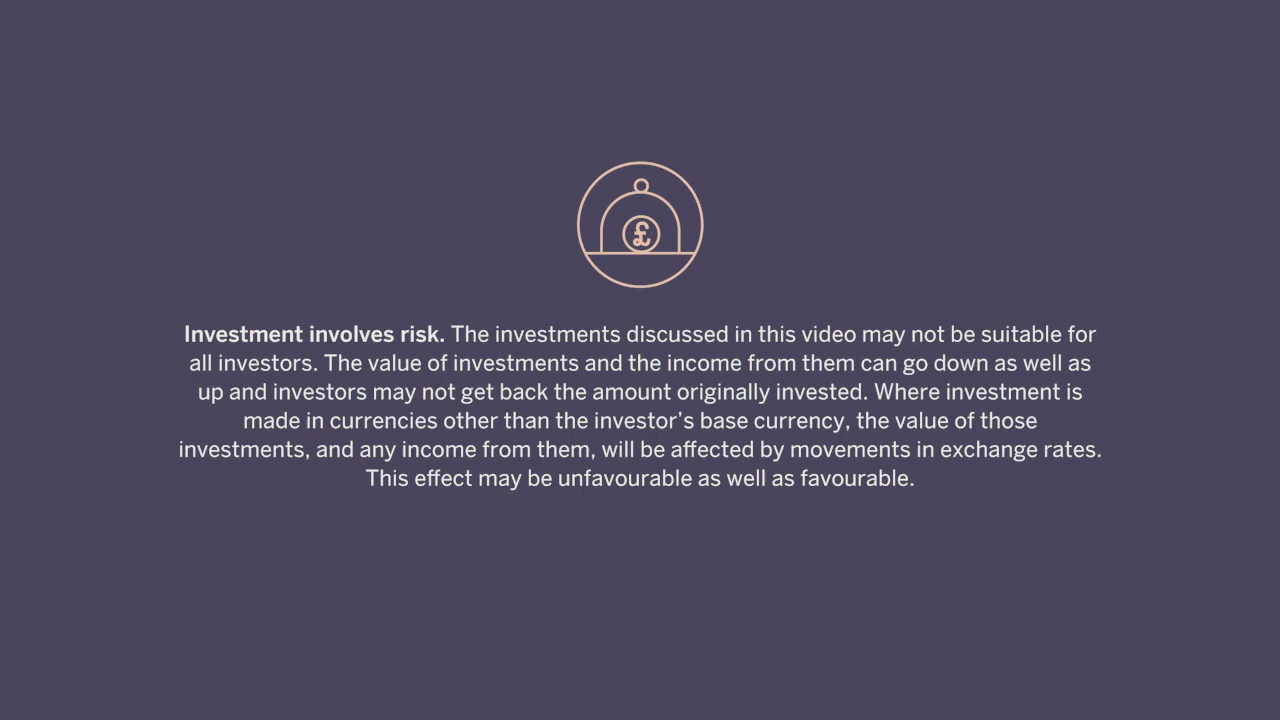 £
Investment involves risk. The investments discussed in this video may not be suitable for
all investors. The value of investments and the income from them can go down as well as
up and investors may not get back the amount originally invested. Where investment is
made in currencies other than the investor’s base currency, the value of those
investments, and any income from them, will be affected by movements in exchange rates.
This effect may be unfavourable as well as favourable.